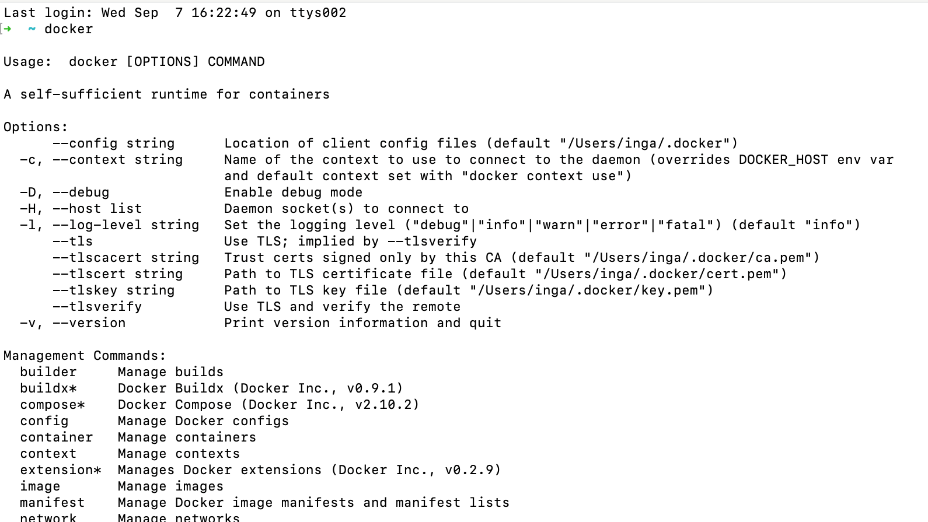 Last login: Wed Sep  7 16:22:49 on ttys002
[➜  ~ docker
Usage:  docker [OPTIONS] COMMAND
A self-sufficient runtime for containers
Options:
      --config string      Location of client config files (default "/Users/inga/.docker")
  -c, --context string     Name of the context to use to connect to the daemon (overrides DOCKER_HOST env var
                           and default context set with "docker context use")
  -D, --debug              Enable debug mode
  -H, --host list          Daemon socket(s) to connect to
  -l, --log-level string   Set the logging level ("debug"|"info"|"warn"|"error"|"fatal") (default "info")
      --tls                Use TLS; implied by --tlsverify
      --tlscacert string   Trust certs signed only by this CA (default "/Users/inga/.docker/ca.pem")
      --tlscert string     Path to TLS certificate file (default "/Users/inga/.docker/cert.pem")
      --tlskey string      Path to TLS key file (default "/Users/inga/.docker/key.pem")
      --tlsverify          Use TLS and verify the remote
  -v, --version            Print version information and quit
Management Commands:
  builder     Manage builds
  buildx*     Docker Buildx (Docker Inc., v0.9.1)
  compose*    Docker Compose (Docker Inc., v2.10.2)
  config      Manage Docker configs
  container   Manage containers
  context     Manage contexts
  extension*  Manages Docker extensions (Docker Inc., v0.2.9)
  image       Manage images
  manifest    Manage Docker image manifests and manifest lists
  network     Manage networks